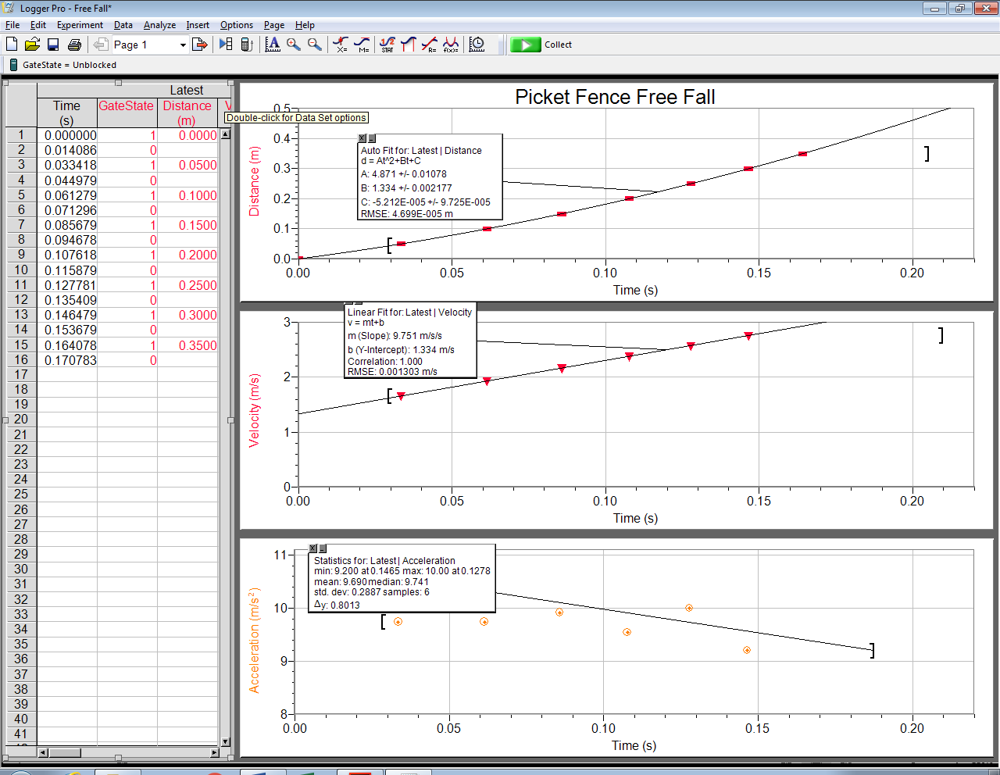 Logger Pro - Free Fall*
File Edit Experiment Data Analyze Insert Options Page Help
Page 1 X= M= STAT R= f(x)= Collect
GateState = Unblocked
Latest
Time GateState Distance V
(s) (m)
Double-click for Data Set options
1 0.000000 1 0.0000
2 0.014086 0
3 0.033418 1 0.0500
4 0.044979 0
5 0.061279 1 0.1000
6 0.071296 0
7 0.085679 1 0.1500
8 0.094678 0
9 0.107618 1 0.2000
10 0.115879 0
11 0.127781 1 0.2500
12 0.135409 0
13 0.146479 1 0.3000
14 0.153679 0
15 0.164078 1 0.3500
16 0.170783 0
17
18
19
20
21
22
23
24
25
26
27
28
29
30
31
32
33
34
35
36
37
38
39
40
41
Picket Fence Free Fall
Distance (m)
0.5
0.4
0.3
0.2
0.1
0.0
Auto Fit for: Latest | Distance
d = At^2+Bt+C
A: 4.871 +/- 0.01078
B: 1.334 +/- 0.002177
C: -5.212E-005 +/- 9.725E-005
RMSE: 4.699E-005 m
0.00 0.05 0.10 0.15 0.20
Time (s)
Velocity (m/s)
3
2
1
0
Linear Fit for: Latest | Velocity
v = mt+b
m (Slope): 9.751 m/s/s
b (Y-Intercept): 1.334 m/s
Correlation: 1.000
RMSE: 0.001303 m/s
0.00 0.05 0.10 0.15 0.20
Time (s)
Acceleration (m/s²)
11
10
9
8
Statistics for: Latest | Acceleration
min: 9.200 at 0.1465 max: 10.00 at 0.1278
mean: 9.690 median: 9.741
std. dev: 0.2887 samples: 6
Δy: 0.8013
0.00 0.05 0.10 0.15 0.20
Time (s)